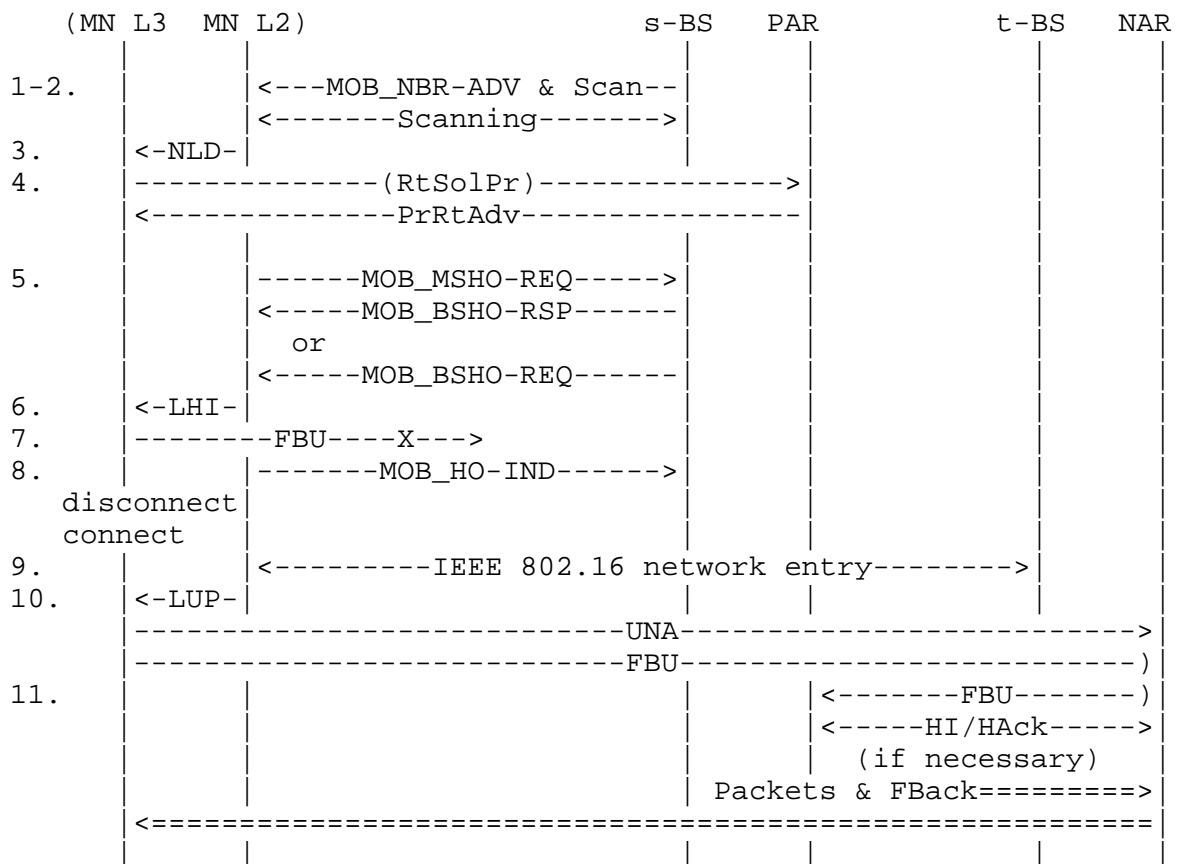 (MN L3  MN L2)                           s-BS    PAR             t-BS    NAR
1-2. <---MOB_NBR-ADV & Scan--
<-------Scanning------->
3. <-NLD-
4. --------------(RtSolPr)-------------->
<--------------PrRtAdv----------------
5. ------MOB_MSHO-REQ----->
<-----MOB_BSHO-RSP------
or
<-----MOB_BSHO-REQ------
6. <-LHI-
7. --------FBU----X--->
8. -------MOB_HO-IND------>
disconnect
connect
9. <---------IEEE 802.16 network entry-------->
10. <-LUP-
----------------------------UNA-------------------------->
----------------------------FBU--------------------------)
11. <-------FBU-------)
<-----HI/HAck----->
(if necessary)
Packets & FBack=========>
<=========================================================